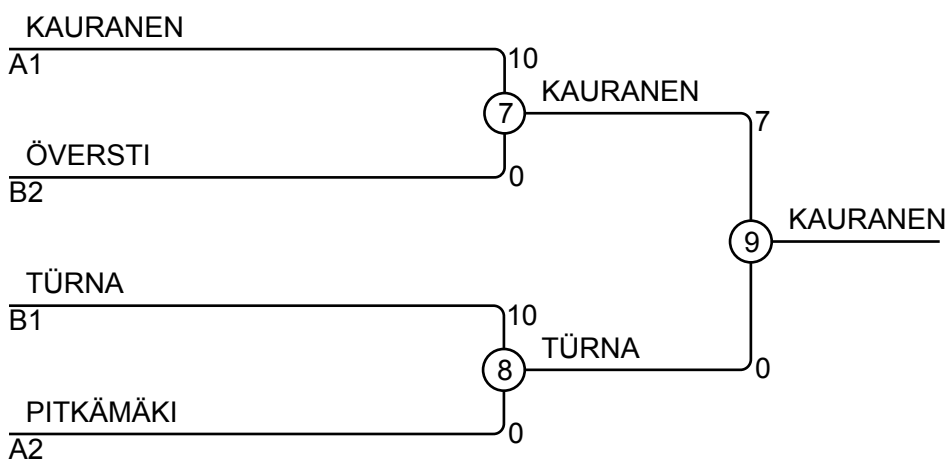 KAURANEN
A1
10
7
KAURANEN
7
ÖVERSTI
B2
0
9
KAURANEN
TÜRNA
B1
10
8
TÜRNA
0
PITKÄMÄKI
A2
0